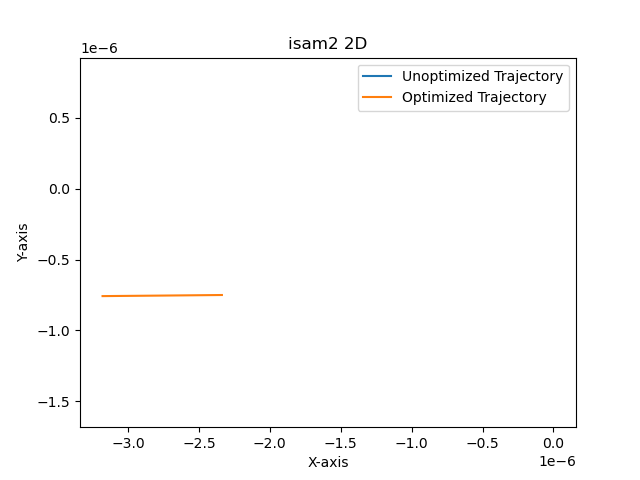 isam2 2D
1e−6
Unoptimized Trajectory
Optimized Trajectory
0.5
0.0
−0.5
−1.0
−1.5
Y-axis
−3.0 −2.5 −2.0 −1.5 −1.0 −0.5 0.0
X-axis
1e−6